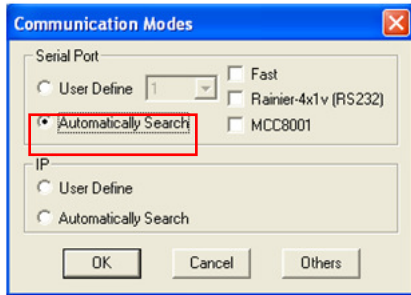 Communication Modes
Serial Port
User Define 1
Fast
Rainier-4x1v (RS232)
Automatically Search
MCC8001
IP
User Define
Automatically Search
OK Cancel Others